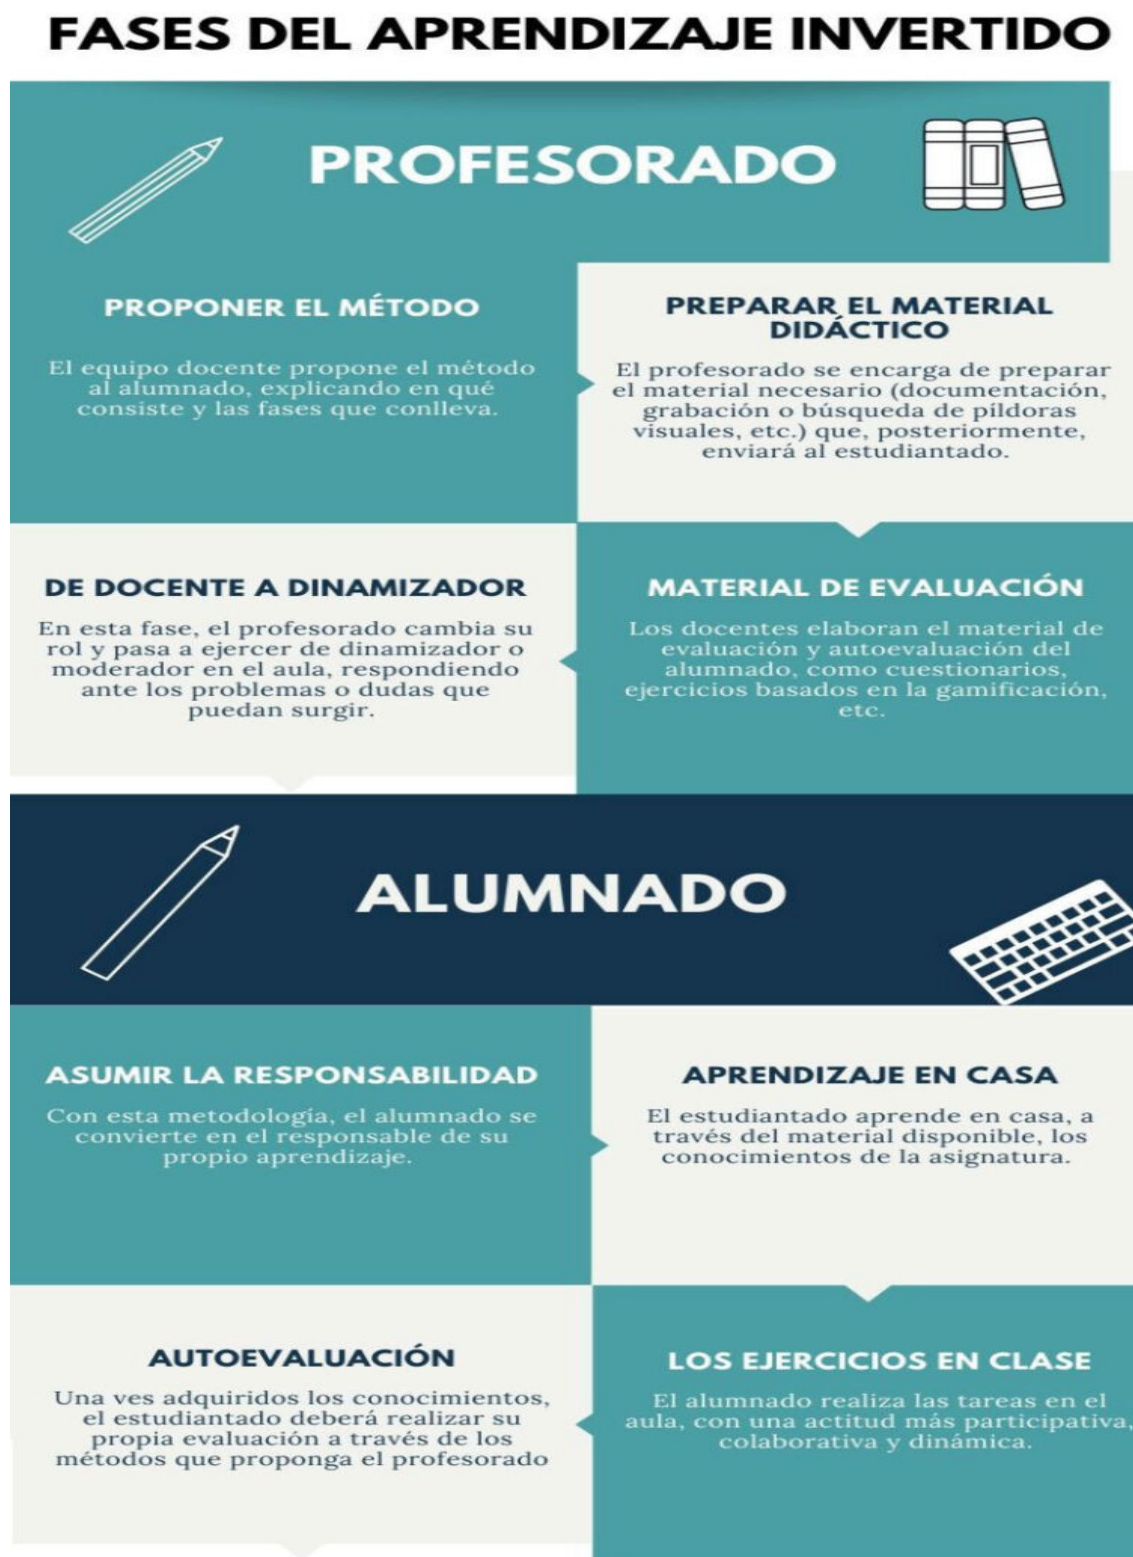 FASES DEL APRENDIZAJE INVERTIDO
PROFESORADO
PROPONER EL MÉTODO
El equipo docente propone el método
al alumnado, explicando en qué
consiste y las fases que conlleva.
PREPARAR EL MATERIAL
DIDÁCTICO
El profesorado se encarga de preparar
el material necesario (documentación,
grabación o búsqueda de píldoras
visuales, etc.) que, posteriormente,
enviará al estudiantado.
MATERIAL DE EVALUACIÓN
Los docentes elaboran el material de
evaluación y autoevaluación del
alumnado, como cuestionarios,
ejercicios basados en la gamificación,
etc.
DE DOCENTE A DINAMIZADOR
En esta fase, el profesorado cambia su
rol y pasa a ejercer de dinamizador o
moderador en el aula, respondiendo
ante los problemas o dudas que
puedan surgir.
ALUMNADO
ASUMIR LA RESPONSABILIDAD
Con esta metodología, el alumnado se
convierte en el responsable de su
propio aprendizaje.
APRENDIZAJE EN CASA
El estudiantado aprende en casa, a
través del material disponible, los
conocimientos de la asignatura.
LOS EJERCICIOS EN CLASE
El alumnado realiza las tareas en el
aula, con una actitud más participativa,
colaborativa y dinámica.
AUTOEVALUACIÓN
Una ves adquiridos los conocimientos,
el estudiantado deberá realizar su
propia evaluación a través de los
métodos que proponga el profesorado